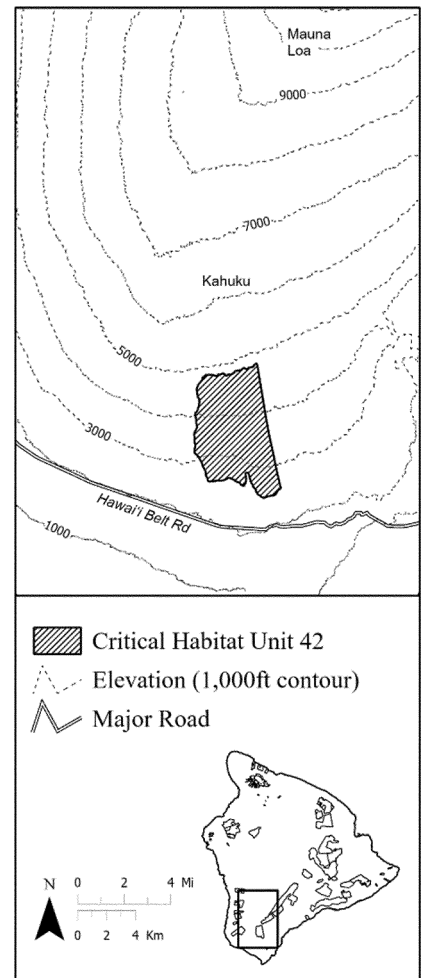 Mauna
Loa
9000
7000
Kahuku
5000
3000
Hawai'i Belt Rd
1000
Critical Habitat Unit 42
Elevation (1,000ft contour)
Major Road
N
0 2 4 Mi
0 2 4 Km